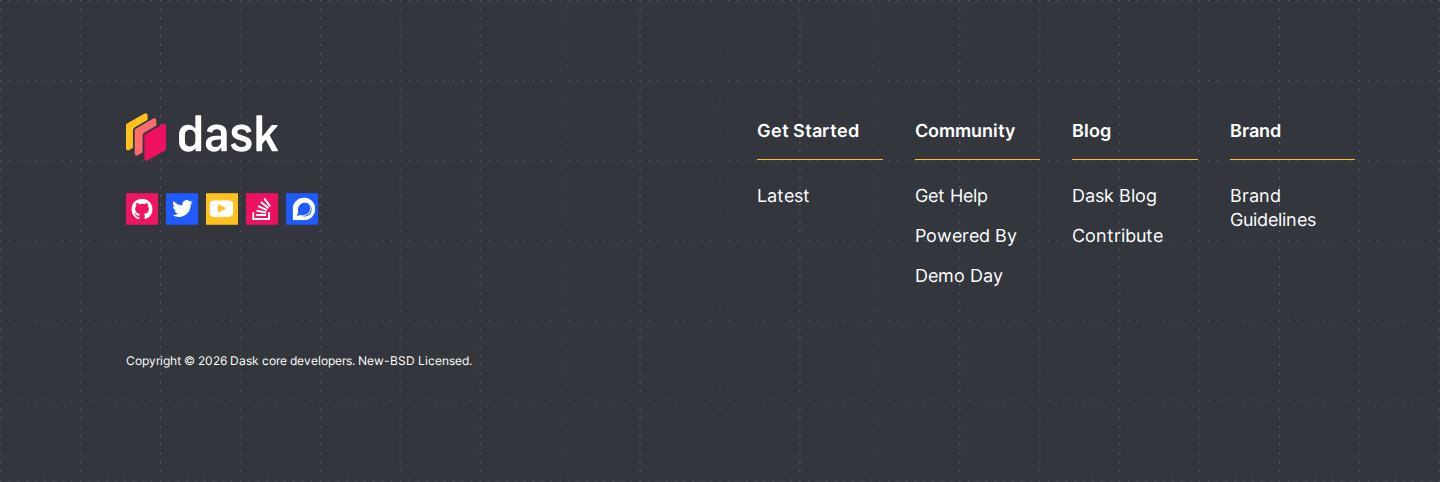 dask
Get Started
Latest
Community
Get Help
Powered By
Demo Day
Blog
Dask Blog
Contribute
Brand
Brand
Guidelines
Copyright © 2026 Dask core developers. New-BSD Licensed.